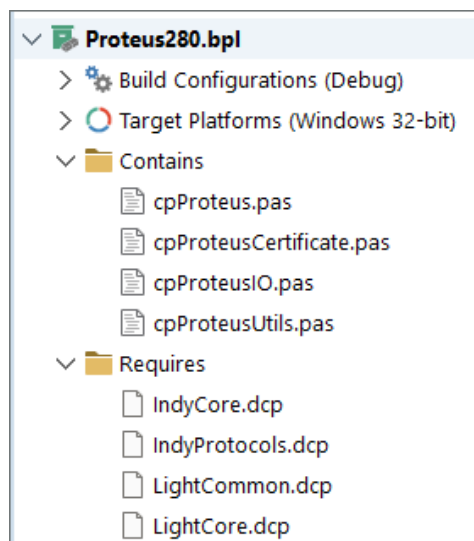 Proteus280.bpl
Build Configurations (Debug)
Target Platforms (Windows 32-bit)
Contains
cpProteus.pas
cpProteusCertificate.pas
cpProteusIO.pas
cpProteusUtils.pas
Requires
IndyCore.dcp
IndyProtocols.dcp
LightCommon.dcp
LightCore.dcp